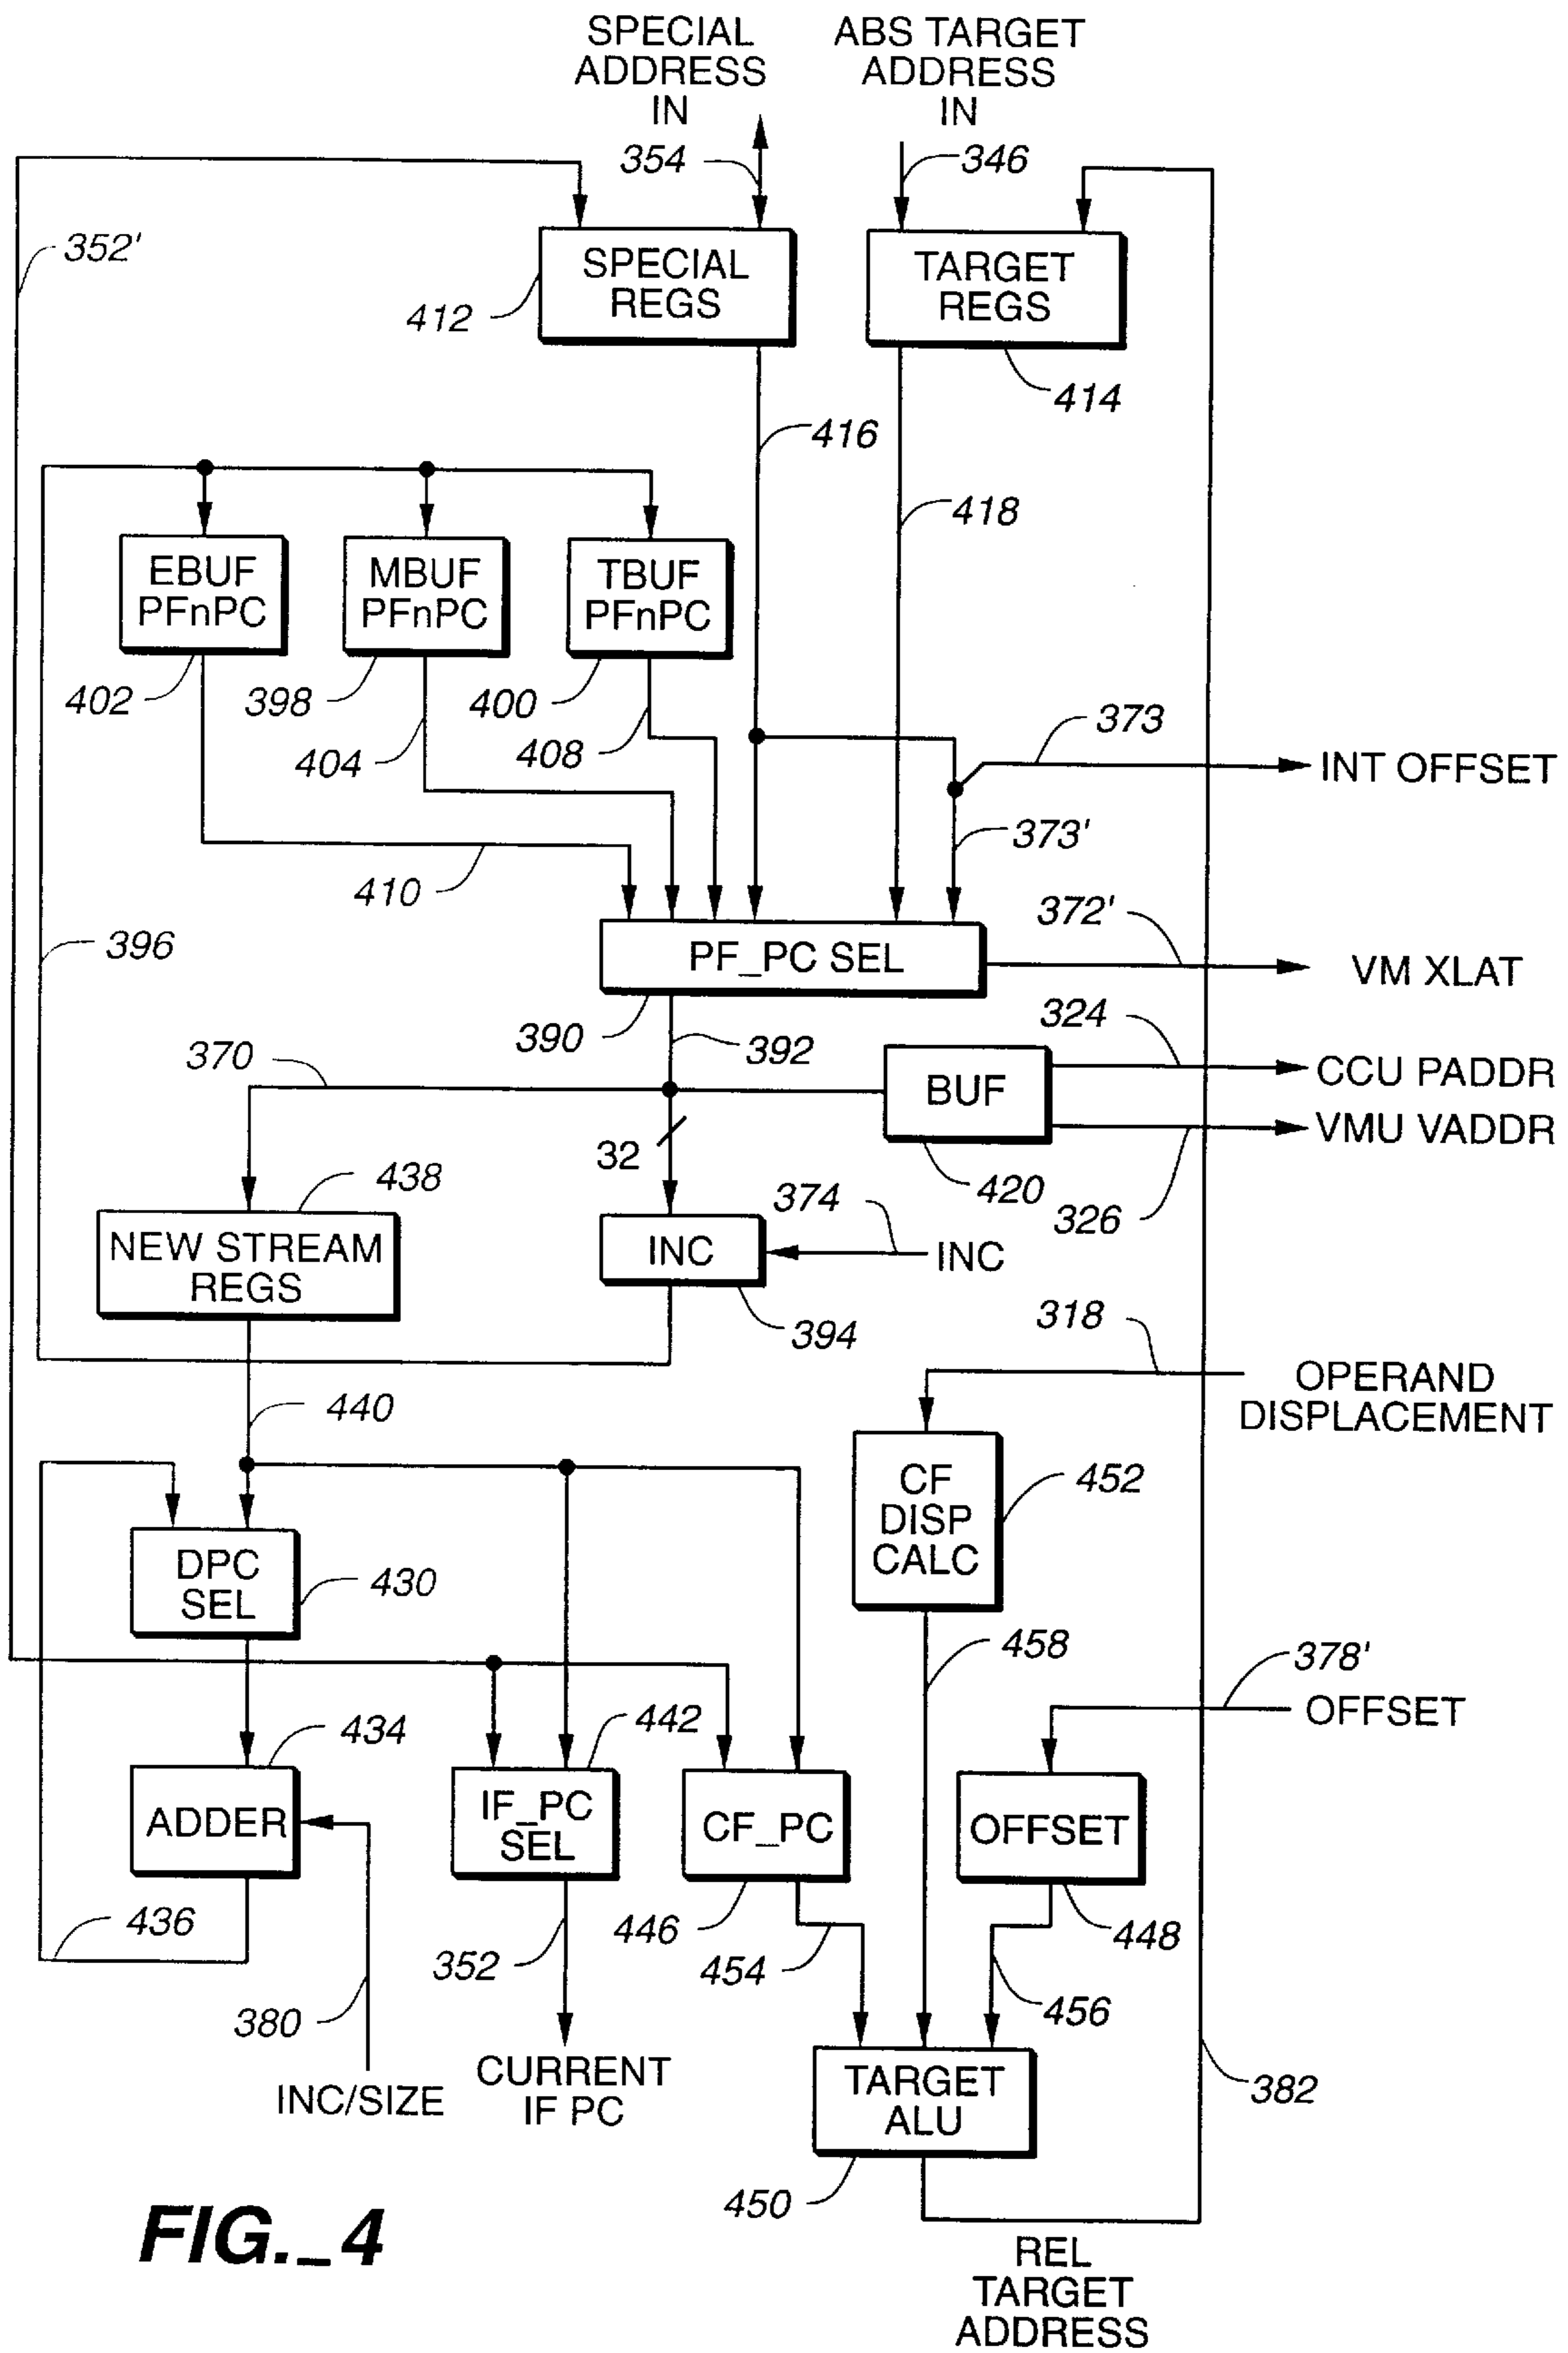 SPECIAL
ADDRESS
IN
ABS TARGET
ADDRESS
IN
354
346
352'
SPECIAL
REGS
TARGET
REGS
412
414
416
418
EBUF
PFnPC
MBUF
PFnPC
TBUF
PFnPC
402
398
400
404
408
373
INT OFFSET
373'
410
396
372'
PF_PC SEL
VM XLAT
390
392
324
370
BUF
CCU PADDR
VMU VADDR
32
438
374
420
326
NEW STREAM
REGS
INC
INC
394
318
OPERAND
DISPLACEMENT
440
CF
DISP
CALC
452
DPC
SEL
430
458
378'
OFFSET
434
442
ADDER
IF_PC
SEL
CF_PC
OFFSET
436
446
448
352
454
380
456
INC/SIZE
CURRENT
IF PC
TARGET
ALU
382
450
FIG._4
REL
TARGET
ADDRESS